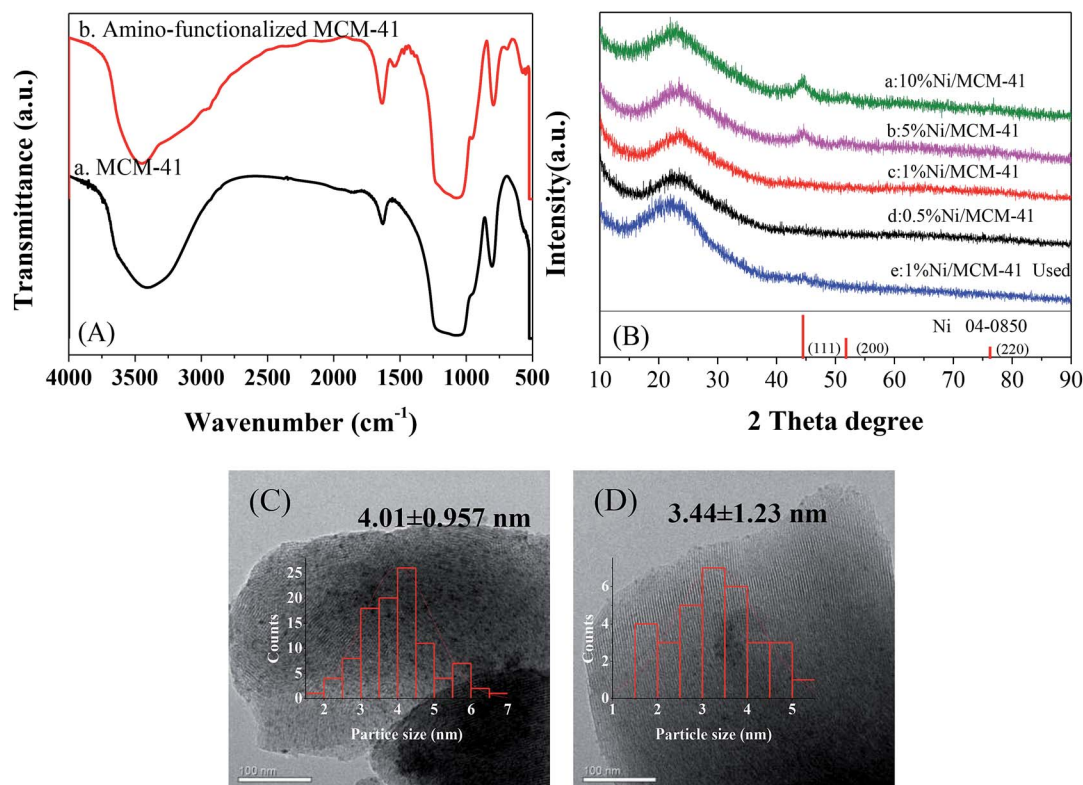 b. Amino-functionalized MCM-41
a. MCM-41
(A)
Transmittance (a.u.)
4000 3500 3000 2500 2000 1500 1000 500
Wavenumber (cm-1)
a:10%Ni/MCM-41
b:5%Ni/MCM-41
c:1%Ni/MCM-41
d:0.5%Ni/MCM-41
e:1%Ni/MCM-41 Used
Ni 04-0850
(B)
(111) (200) (220)
Intensity(a.u.)
10 20 30 40 50 60 70 80 90
2 Theta degree
(C)
4.01±0.957 nm
25
20
15
10
5
0
Counts
2 3 4 5 6 7
Partice size (nm)
100 nm
(D)
3.44±1.23 nm
6
4
2
0
Counts
1 2 3 4 5
Particle size (nm)
100 nm